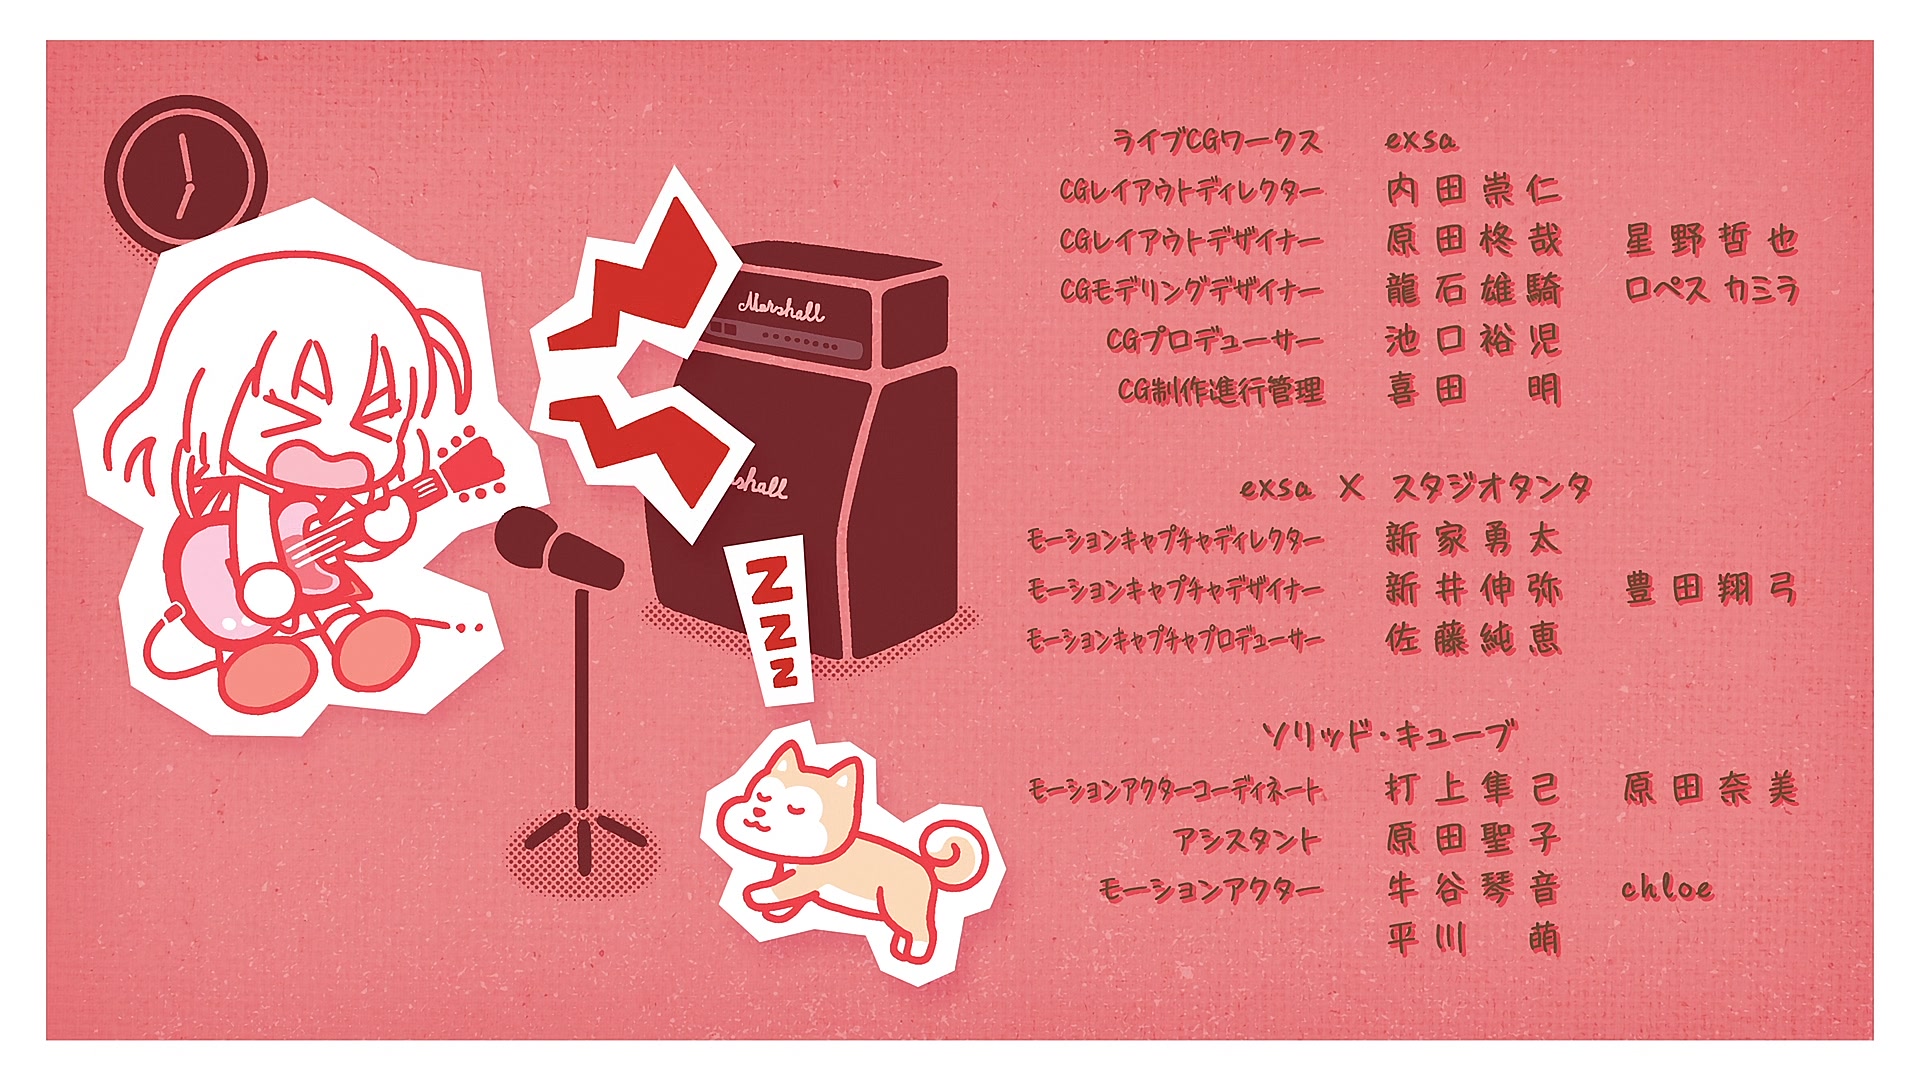 Marshall
shall
NNN
ライブCGワークス exsa
CGレイアウトディレクター 内田崇仁
CGレイアウトデザイナー 原田柊哉 星野哲也
CGモデリングデザイナー 龍石雄騎 ロペス カミラ
CGプロデューサー 池口裕児
CG制作進行管理 喜田 明
exsa × スタジオタンタ
モーションキャプチャディレクター 新家勇太
モーションキャプチャデザイナー 新井伸弥 豊田翔弓
モーションキャプチャプロデューサー 佐藤純恵
ソリッド・キューブ
モーションアクターコーディネート 打上隼己 原田奈美
アシスタント 原田聖子
モーションアクター 牛谷琴音 chloe
平川 萌